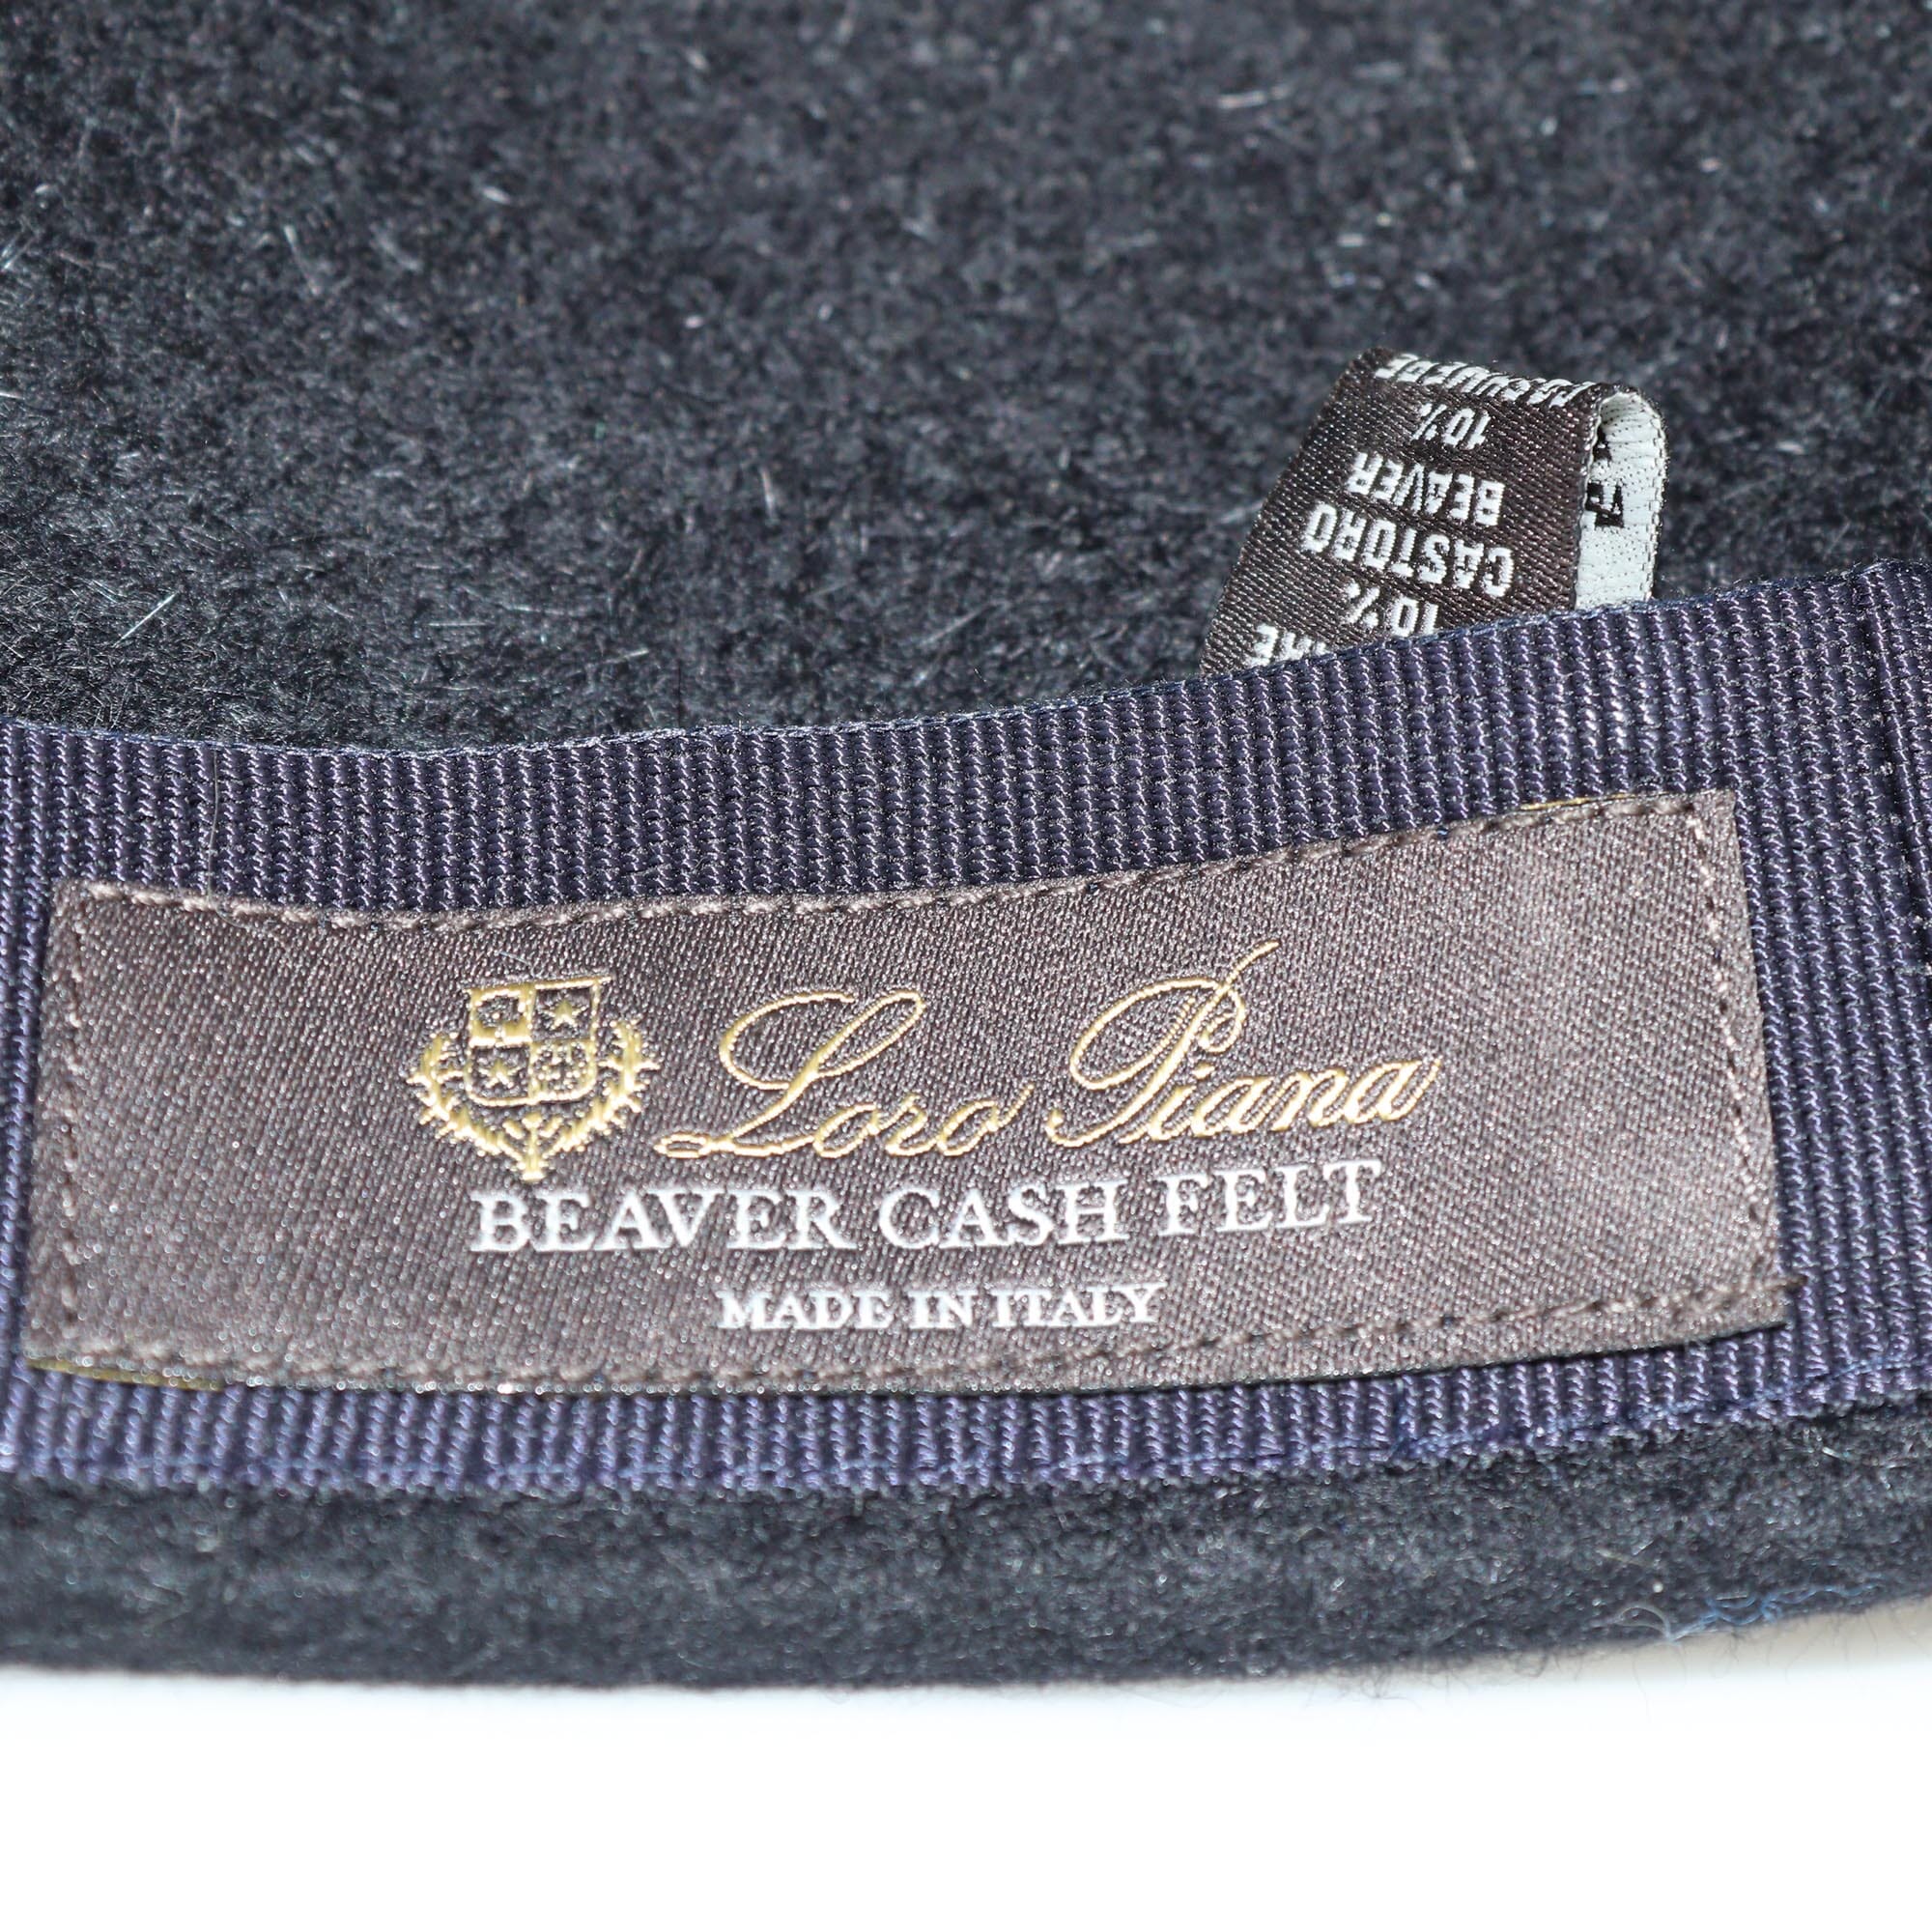 Loro Piana
BEAVER CASH FELT
MADE IN ITALY
10%
CASTORO
BEAVER
10%